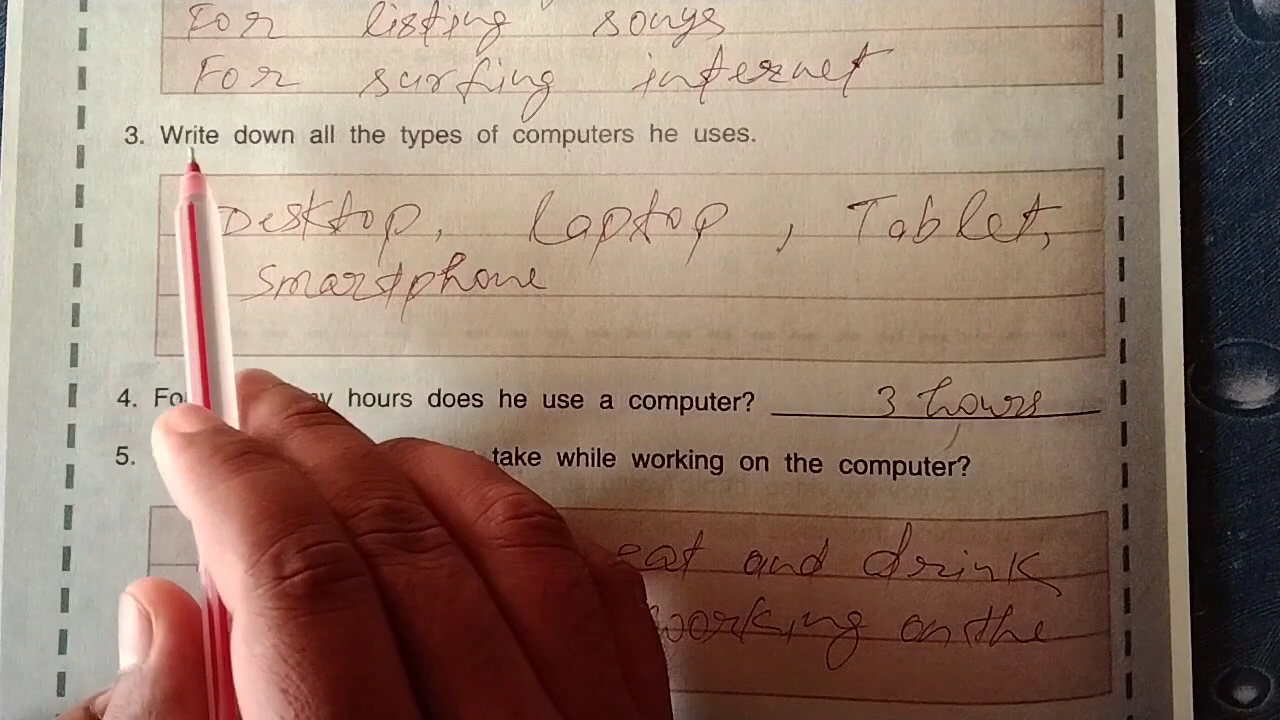 For listing songs
For surfing internet
3. Write down all the types of computers he uses.
Desktop, Laptop, Tablet,
Smartphone
4. Fo hours does he use a computer? 3 hours
5. take while working on the computer?
eat and drink
working on the